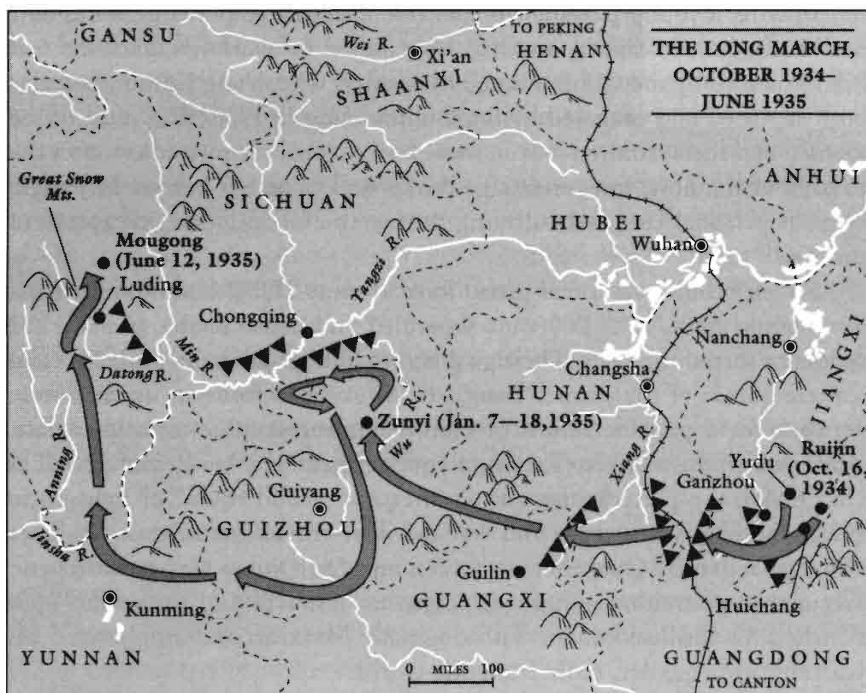 GANSU
Wei R.
Xi'an
SHAANXI
TO PEKING
HENAN
THE LONG MARCH,
OCTOBER 1934–
JUNE 1935
Great Snow
Mts.
SICHUAN
ANHUI
HUBEI
Wuhan
Mougong
(June 12, 1935)
Luding
Yangzi R.
Chongqing
Min R.
Datong R.
Nanchang
Changsha
HUNAN
JIANGXI
Zunyi (Jan. 7—18,1935)
Wu R.
Xiang R.
Ruijin
(Oct. 16,
1934)
Yudu
Ganzhou
Anning R.
Guiyang
GUIZHOU
Jinsha R.
Guilin
GUANGXI
Kunming
Huichang
YUNNAN
MILES
0 100
GUANGDONG
TO CANTON